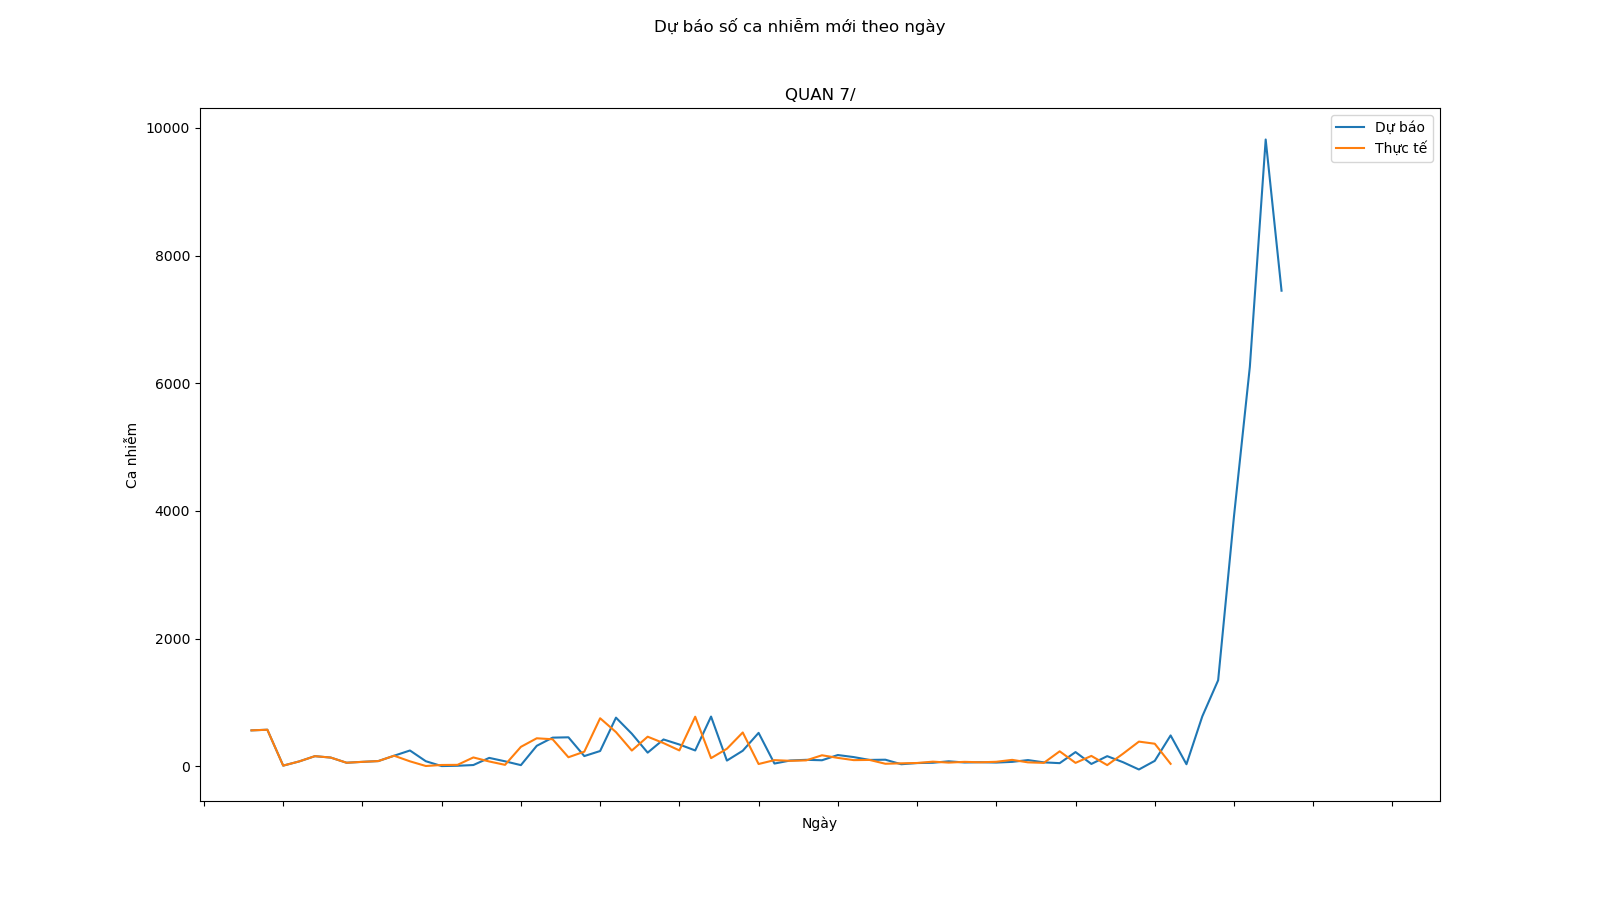 Dự báo số ca nhiễm mới theo ngày
QUAN 7/
Dự báo
Thực tế
10000
8000
6000
4000
2000
0
Ca nhiễm
Ngày